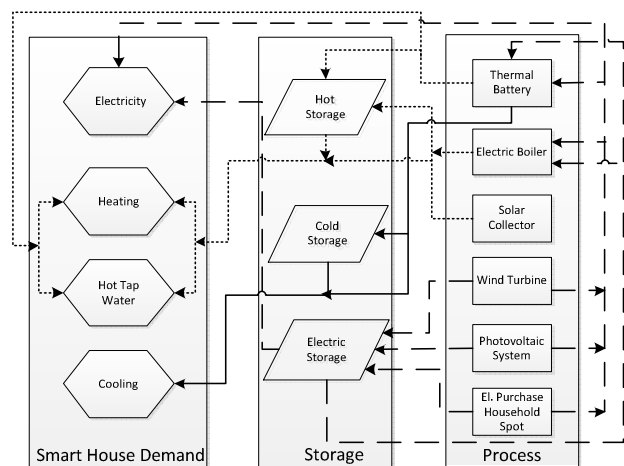 Electricity
Heating
Hot Tap
Water
Cooling
Smart House Demand
Hot
Storage
Cold
Storage
Electric
Storage
Storage
Thermal
Battery
Electric Boiler
Solar
Collector
Wind Turbine
Photovoltaic
System
El. Purchase
Household
Spot
Process